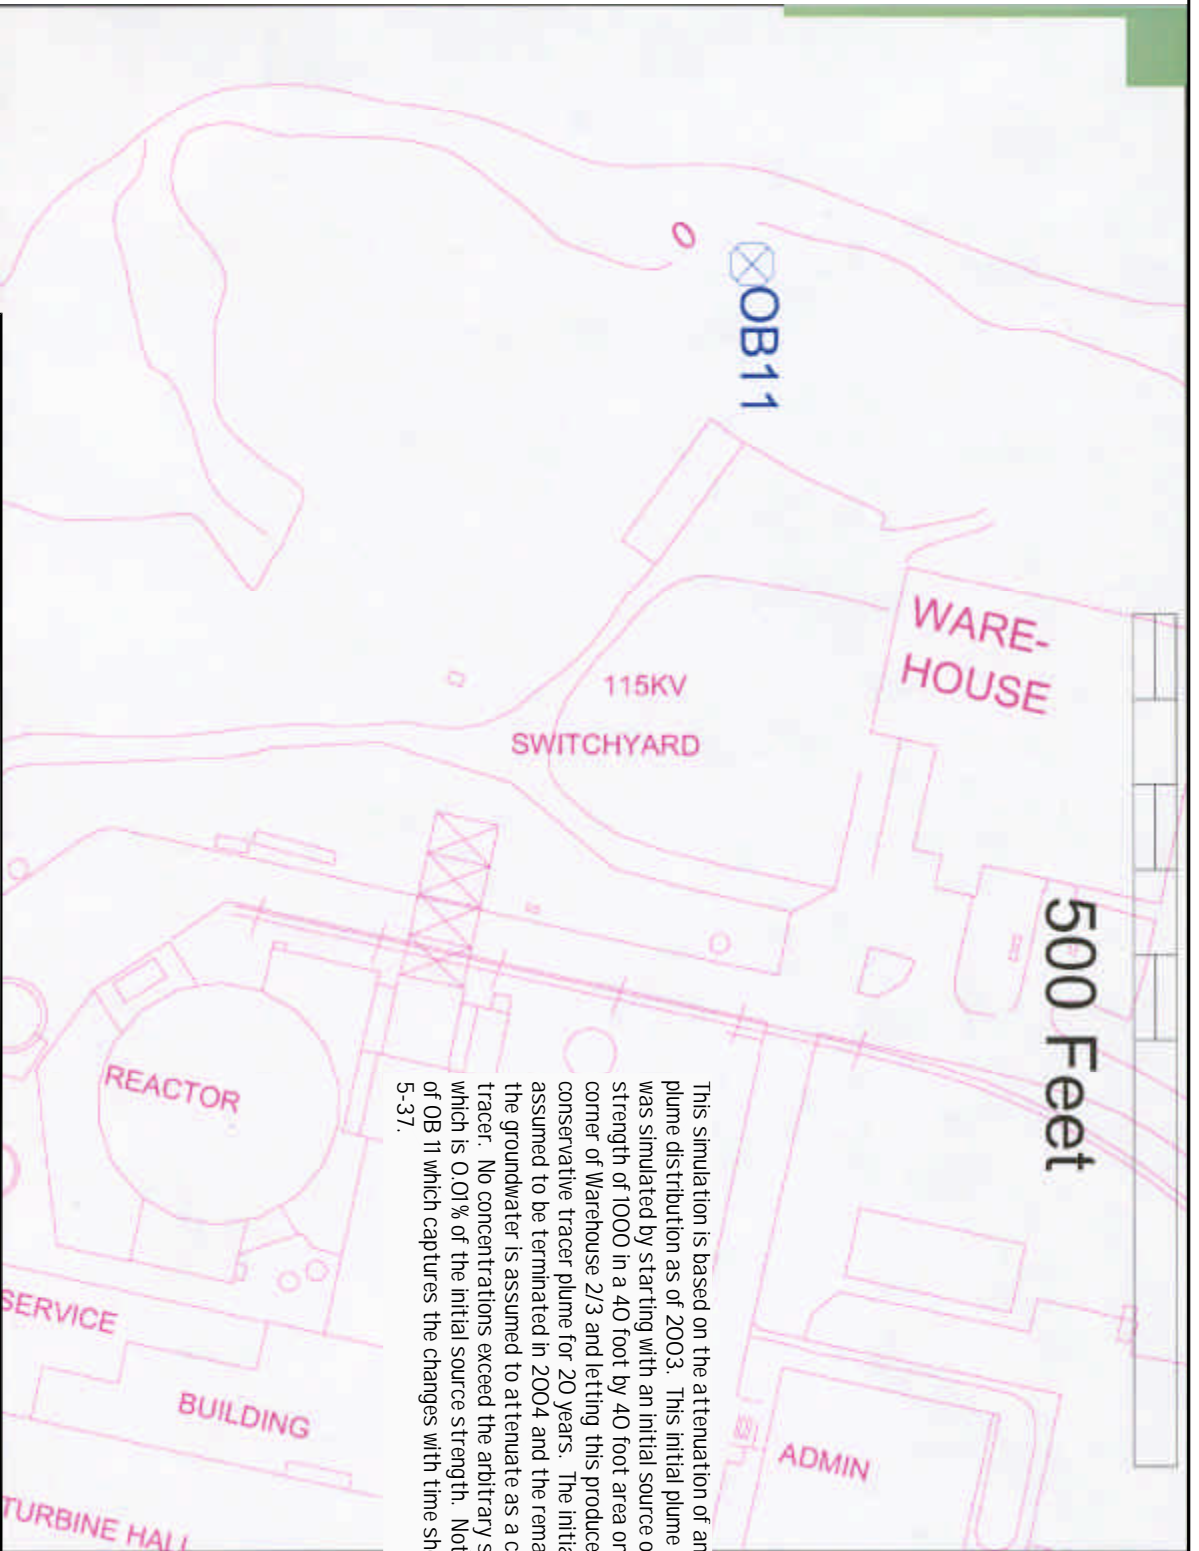 OB11
WARE-
HOUSE
115KV
SWITCHYARD
500 Feet
REACTOR
This simulation is based on the attenuation of an
plume distribution as of 2003. This initial plume
was simulated by starting with an initial source o
strength of 1000 in a 40 foot by 40 foot area or
corner of Warehouse 2/3 and letting this produce
conservative tracer plume for 20 years. The initia
assumed to be terminated in 2004 and the rema
the groundwater is assumed to attenuate as a c
tracer. No concentrations exceed the arbitrary s
which is 0.01% of the initial source strength. Not
of OB 11 which captures the changes with time sh
5-37.
SERVICE
BUILDING
ADMIN
TURBINE HALL